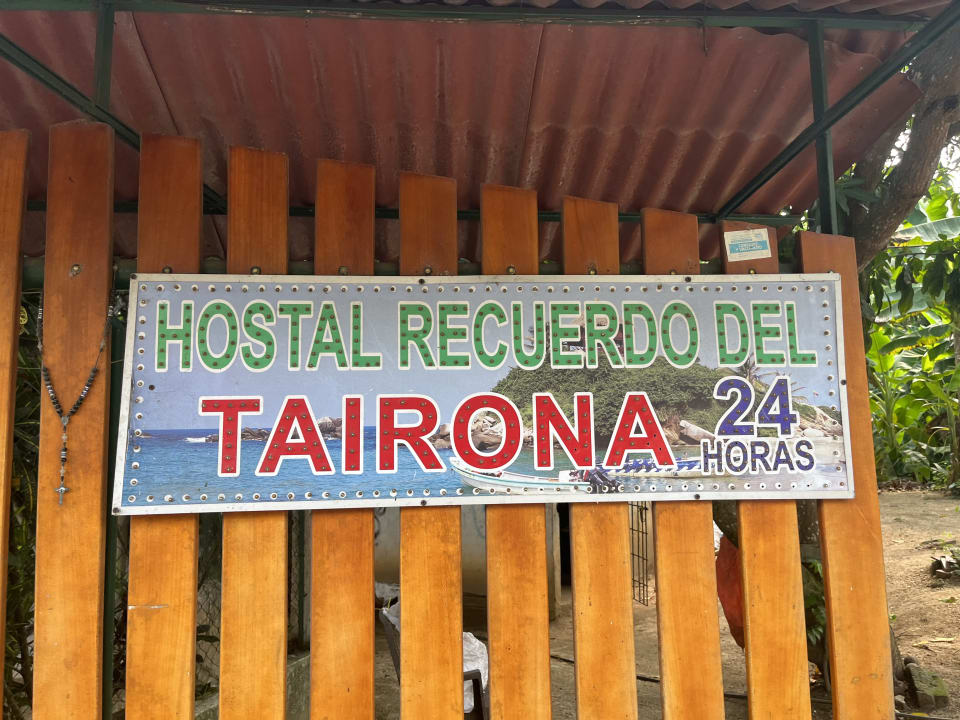 HOSTAL RECUERDO DEL
TAIRONA 24
HORAS